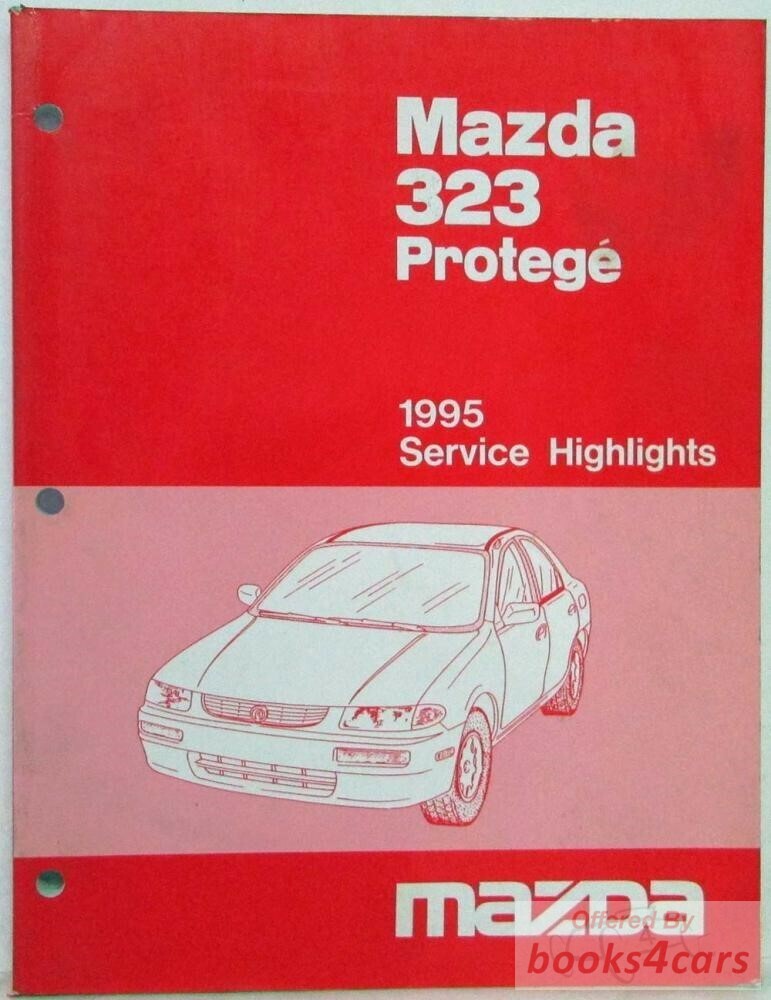 Mazda
323
Protegé
1995
Service Highlights
mazda
Offered By
books4cars